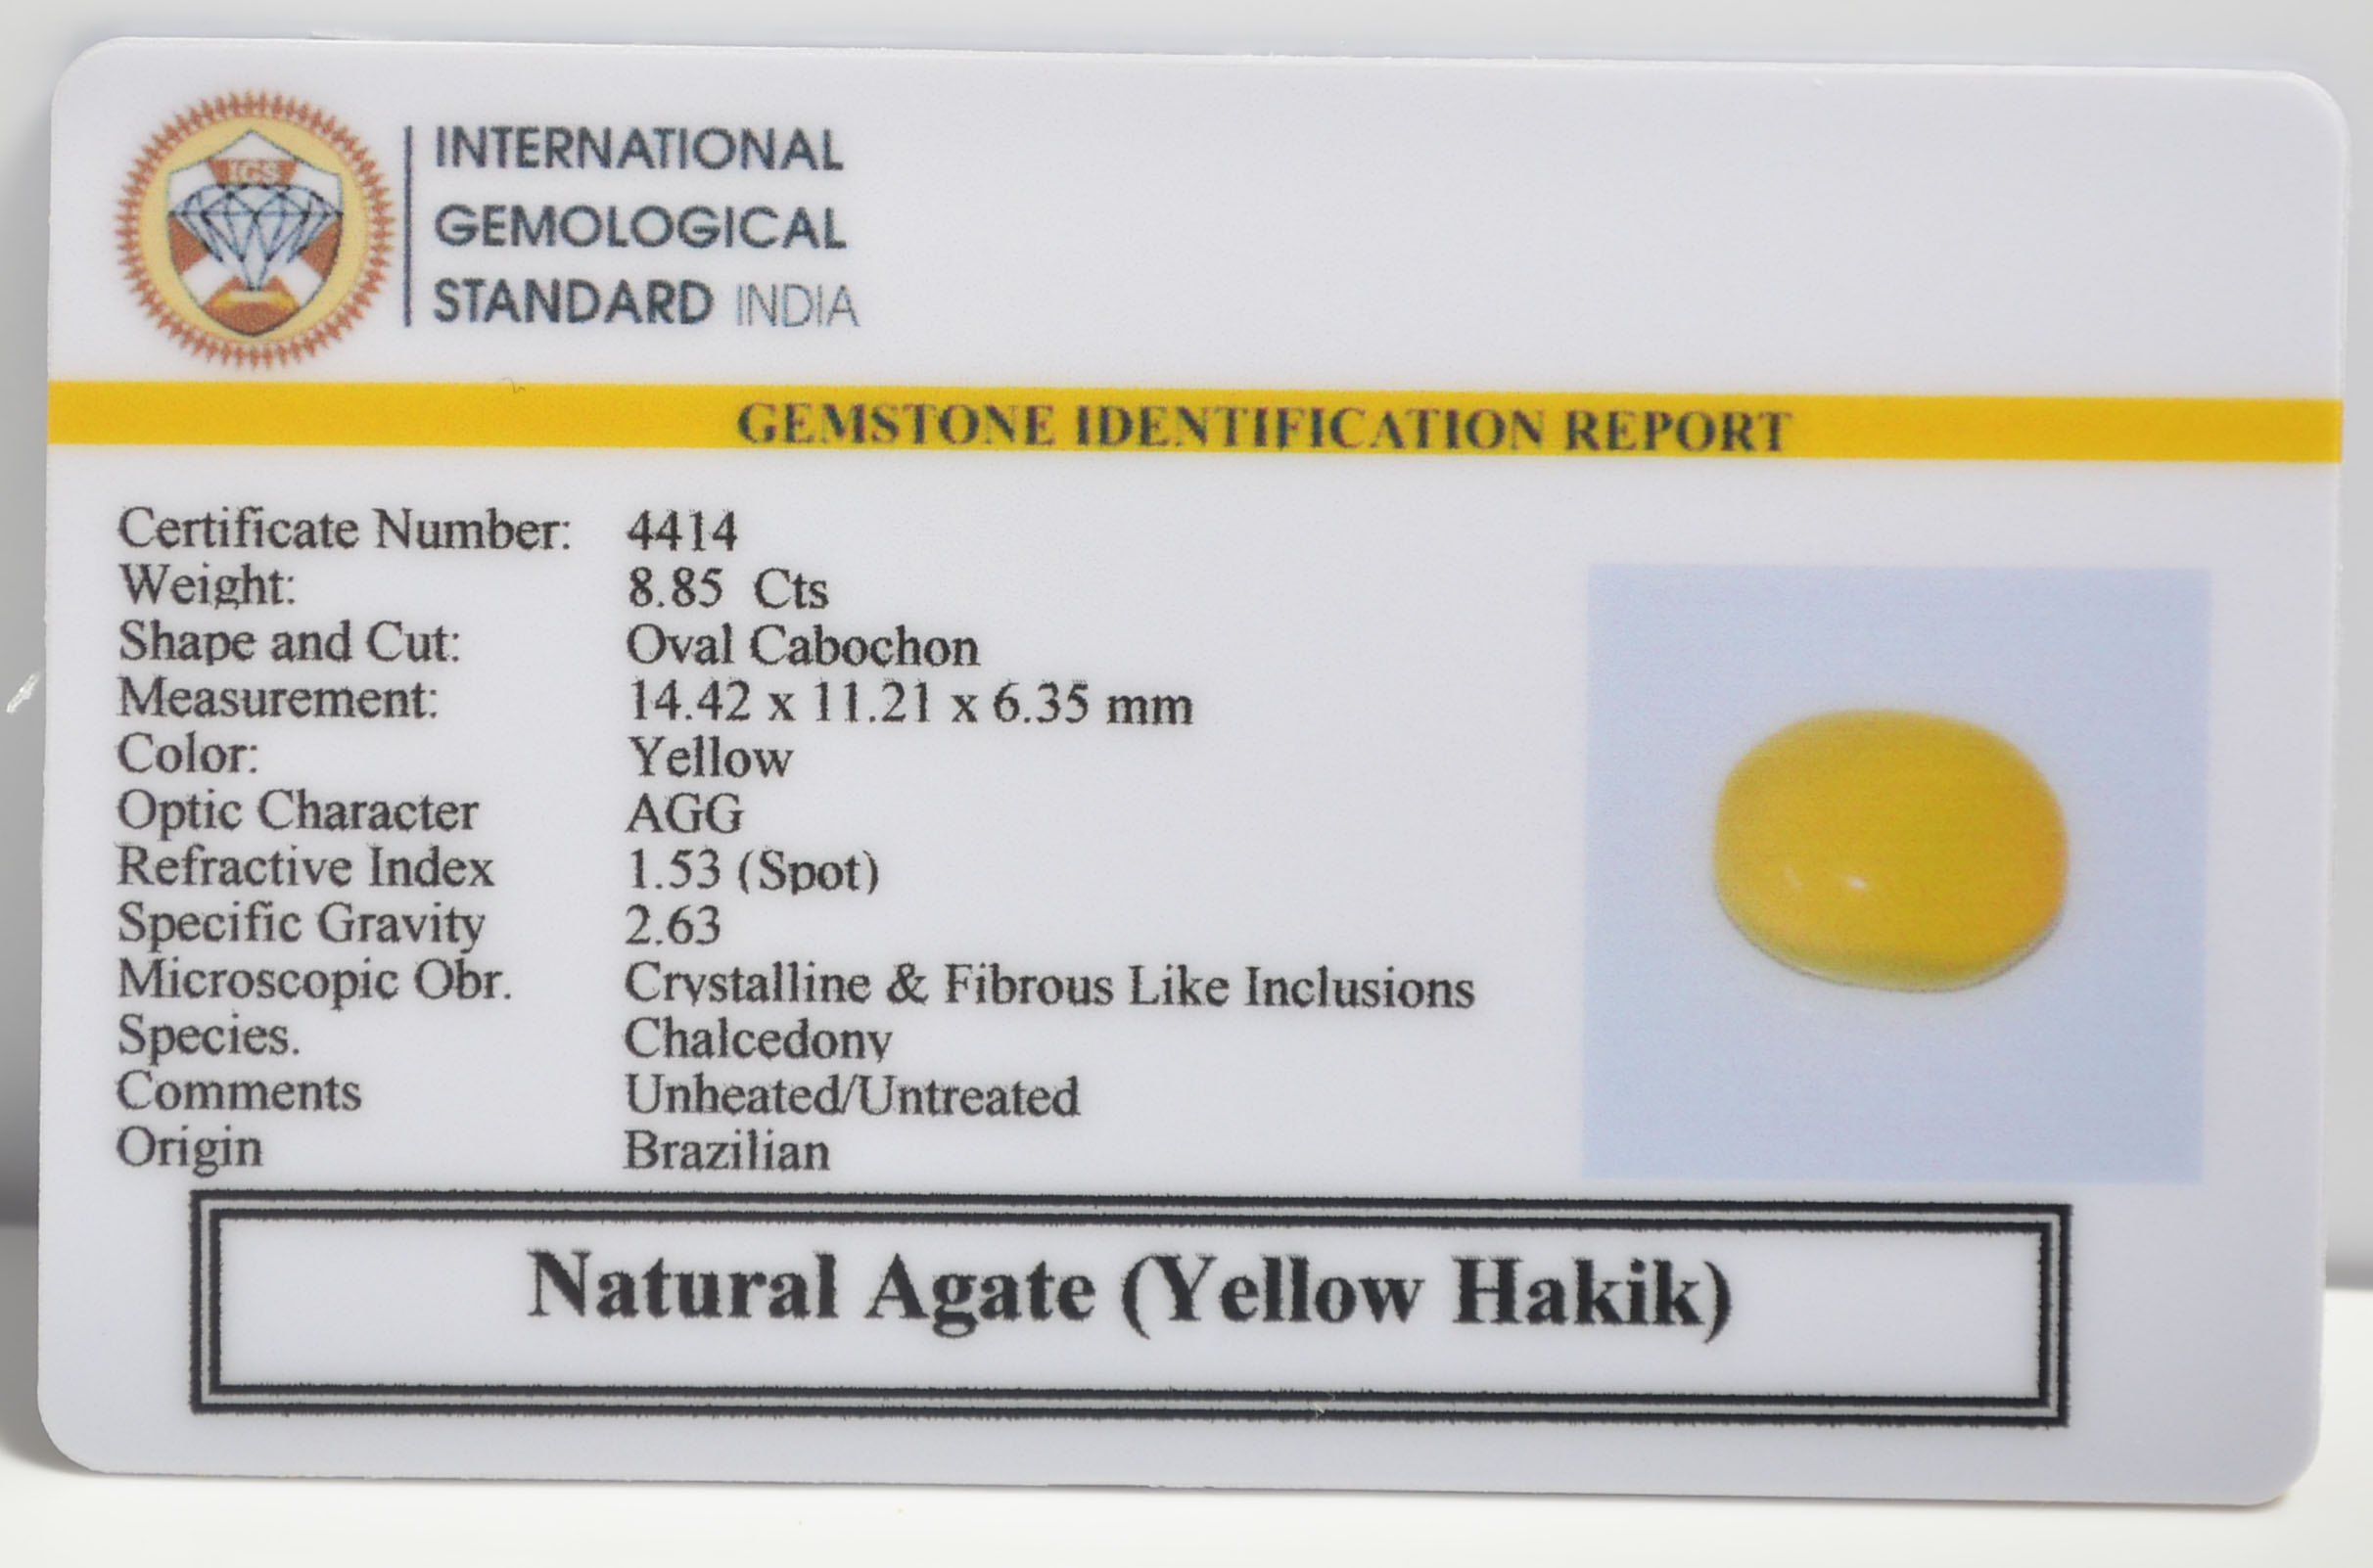 IGS
INTERNATIONAL
GEMOLOGICAL
STANDARD INDIA
GEMSTONE IDENTIFICATION REPORT
Certificate Number: 4414
Weight: 8.85 Cts
Shape and Cut: Oval Cabochon
Measurement: 14.42 x 11.21 x 6.35 mm
Color: Yellow
Optic Character AGG
Refractive Index 1.53 (Spot)
Specific Gravity 2.63
Microscopic Obr. Crystalline & Fibrous Like Inclusions
Species. Chalcedony
Comments Unheated/Untreated
Origin Brazilian
Natural Agate (Yellow Hakik)